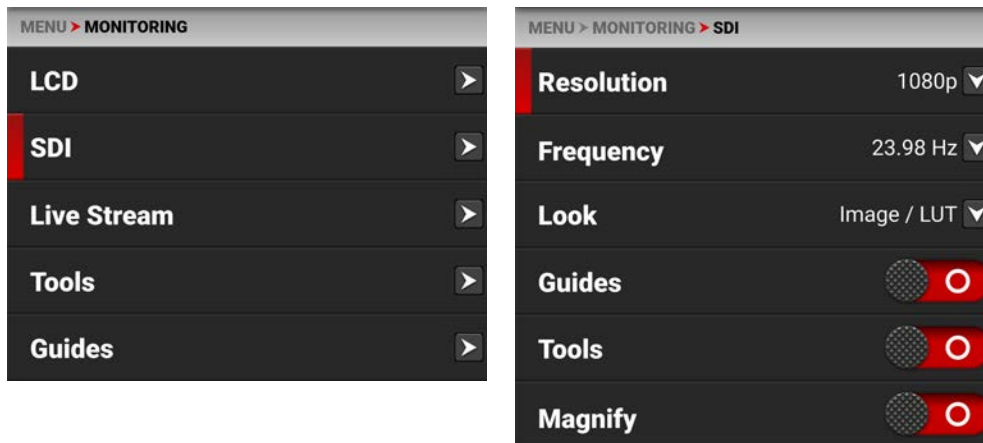 MENU > MONITORING
LCD
SDI
Live Stream
Tools
Guides
MENU > MONITORING > SDI
Resolution 1080p
Frequency 23.98 Hz
Look Image / LUT
Guides
Tools
Magnify